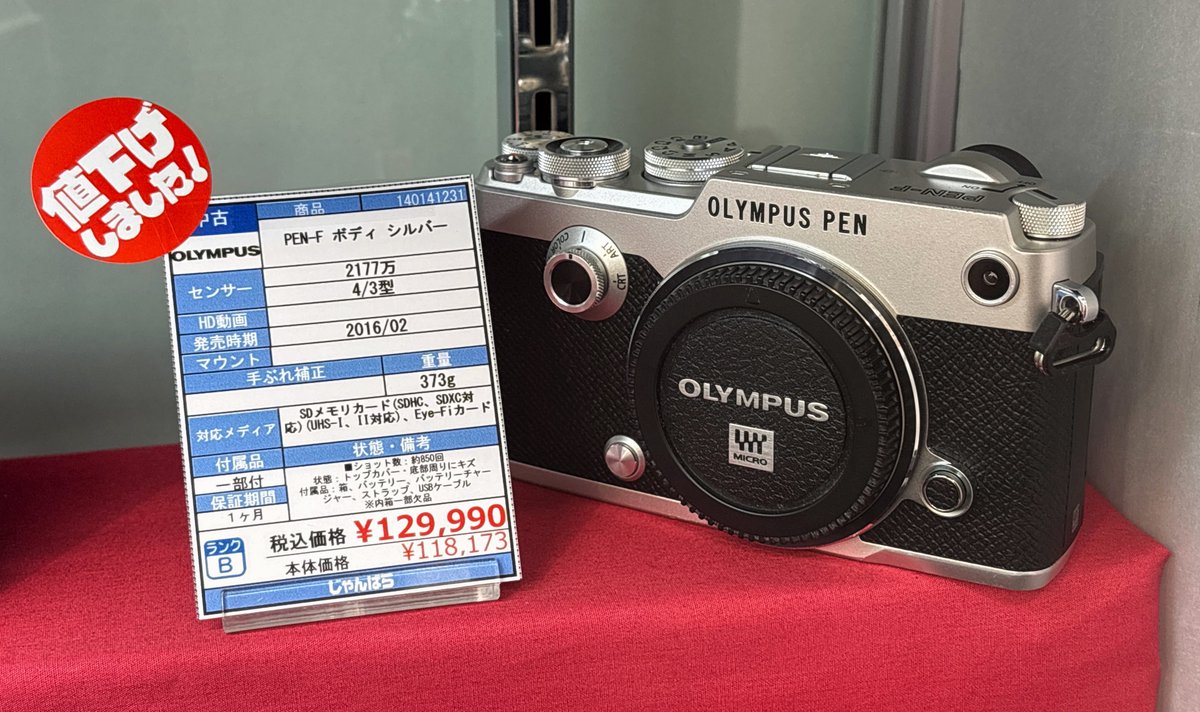 値下げ
しました!
中古
商品
140141231
OLYMPUS
PEN-F ボディ シルバー
2177万
センサー
4/3型
HD動画
発売時期
2016/02
マウント
手ぶれ補正
重量
373g
対応メディア
SDメモリカード(SDHC、SDXC対
応)(UHS-I、II対応)、Eye-Fiカード
付属品
一部付
保証期間
1ヶ月
状態・備考
■ショット数:約850回
状態:トップカバー・底部周りにキズ
付属品:箱、バッテリー、バッテリーチャー
ジャー、ストラップ、USBケーブル
※内箱一部欠品
ランク
B
税込価格 ¥129,990
本体価格 ¥118,173
じゃんぱら
OLYMPUS PEN
PEN-F
ON
COLOR
I
ART
CRT
OLYMPUS
MICRO